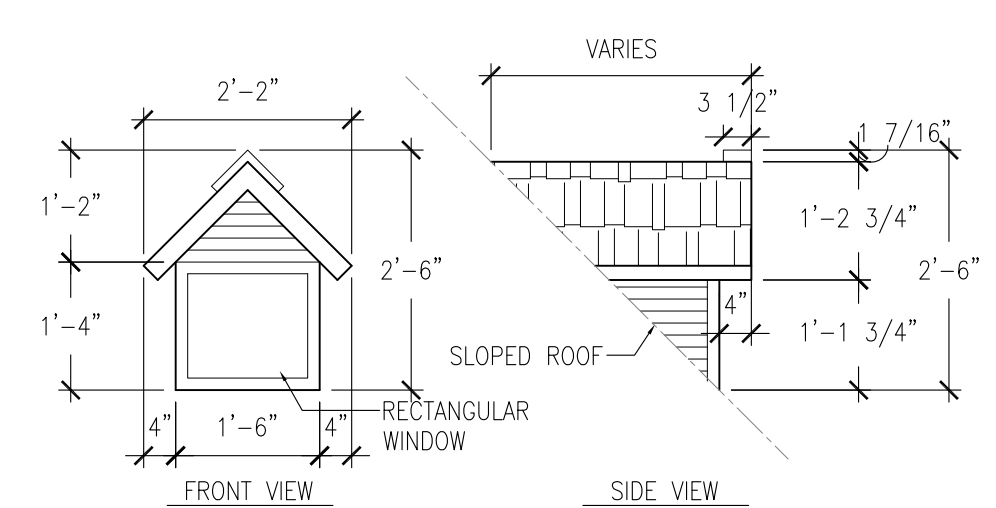 VARIES
2'-2"
3 1/2"
1 7/16"
1'-2"
1'-2 3/4"
2'-6"
2'-6"
1'-4"
4"
1'-1 3/4"
SLOPED ROOF
RECTANGULAR
WINDOW
4"
1'-6"
4"
FRONT VIEW
SIDE VIEW